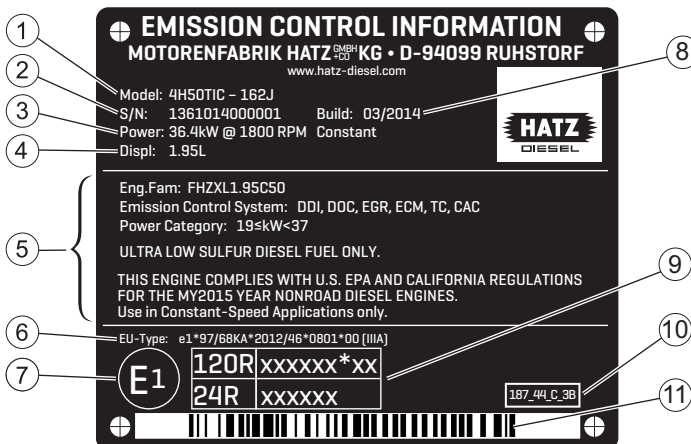 EMISSION CONTROL INFORMATION
MOTORENFABRIK HATZ GMBH +CO KG • D-94099 RUHSTORF
www.hatz-diesel.com
Model: 4H50TIC – 162J
S/N: 1361014000001 Build: 03/2014
Power: 36.4kW @ 1800 RPM Constant
Displ: 1.95L
HATZ
DIESEL
Eng.Fam: FHZXL1.95C50
Emission Control System: DDI, DOC, EGR, ECM, TC, CAC
Power Category: 19≤kW<37
ULTRA LOW SULFUR DIESEL FUEL ONLY.
THIS ENGINE COMPLIES WITH U.S. EPA AND CALIFORNIA REGULATIONS
FOR THE MY2015 YEAR NONROAD DIESEL ENGINES.
Use in Constant-Speed Applications only.
EU-Type: e1*97/68KA*2012/46*0801*00 (IIIA)
E1
120R xxxxxx*xx
24R xxxxxx
187_44_C_3B
1
2
3
4
5
6
7
8
9
10
11